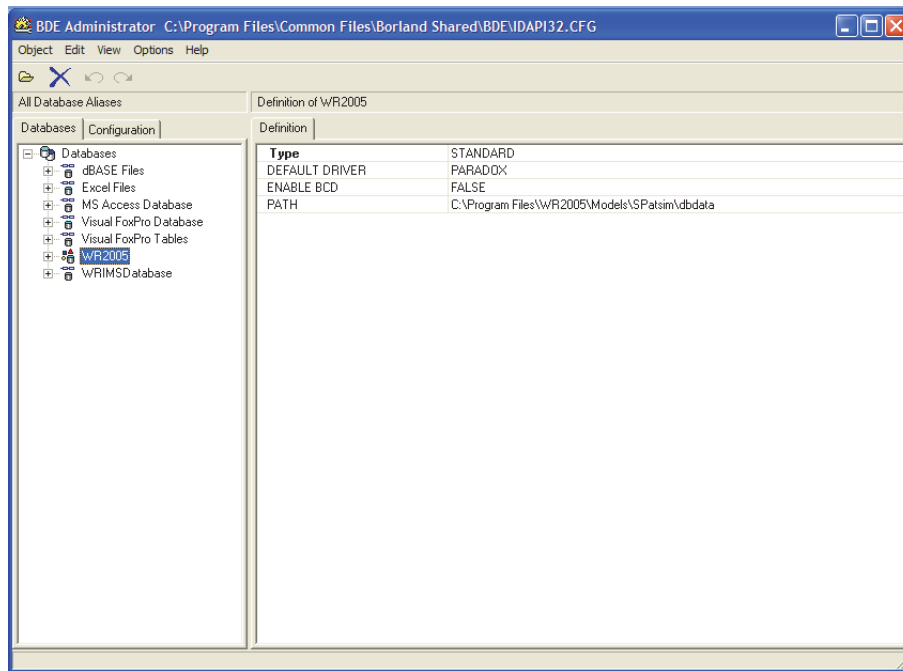 BDE Administrator C:\Program Files\Common Files\Borland Shared\BDE\IDAPI32.CFG
Object Edit View Options Help
All Database Aliases
Definition of WR2005
Databases Configuration
Definition
Databases
dBASE Files
Excel Files
MS Access Database
Visual FoxPro Database
Visual FoxPro Tables
WR2005
WRIMSDatabase
Type STANDARD
DEFAULT DRIVER PARADOX
ENABLE BCD FALSE
PATH C:\Program Files\WR2005\Models\SPatsim\dbdata